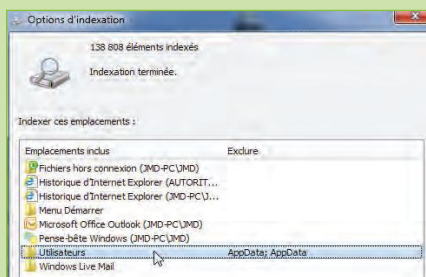 Options d'indexation
138 808 éléments indexés
Indexation terminée.
Indexer ces emplacements :
Emplacements inclus Exclure
Fichiers hors connexion (JMD-PC\JMD)
Historique d'Internet Explorer (AUTORIT...
Historique d'Internet Explorer (JMD-PC\J...
Menu Démarrer
Microsoft Office Outlook (JMD-PC\JMD)
Pense-bête Windows (JMD-PC\JMD)
Utilisateurs AppData; AppData
Windows Live Mail